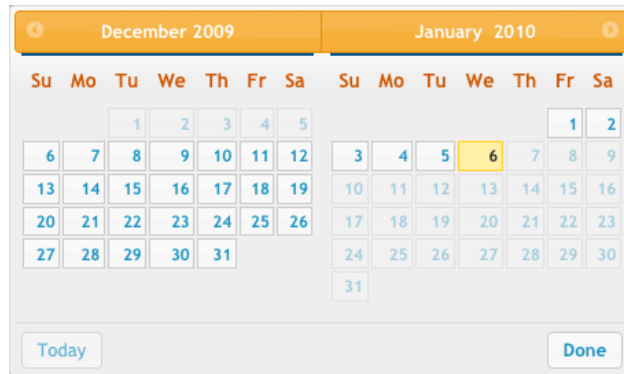 December 2009
Su Mo Tu We Th Fr Sa
1 2 3 4 5
6 7 8 9 10 11 12
13 14 15 16 17 18 19
20 21 22 23 24 25 26
27 28 29 30 31
January 2010
Su Mo Tu We Th Fr Sa
1 2
3 4 5 6 7 8 9
10 11 12 13 14 15 16
17 18 19 20 21 22 23
24 25 26 27 28 29 30
31
Today
Done